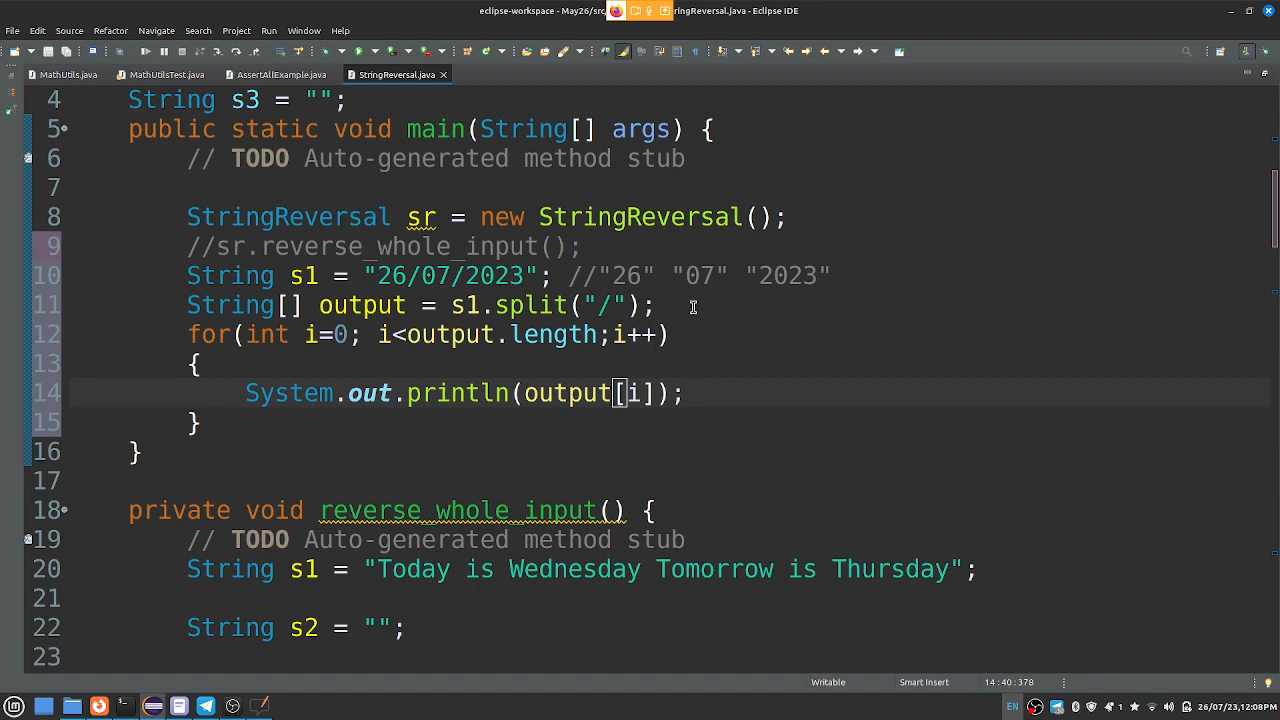 eclipse-workspace - May26/src ngReversal.java - Eclipse IDE
File Edit Source Refactor Navigate Search Project Run Window Help
MathUtils.java MathUtilsTest.java AssertAllExample.java StringReversal.java
4 String s3 = "";
5 public static void main(String[] args) {
6 // TODO Auto-generated method stub
7
8 StringReversal sr = new StringReversal();
9 //sr.reverse_whole_input();
10 String s1 = "26/07/2023"; //"26" "07" "2023"
11 String[] output = s1.split("/");
12 for(int i=0; i<output.length;i++)
13 {
14 System.out.println(output[i]);
15 }
16 }
17
18 private void reverse_whole_input() {
19 // TODO Auto-generated method stub
20 String s1 = "Today is Wednesday Tomorrow is Thursday";
21
22 String s2 = "";
23
Writable Smart Insert 14:40:378
EN 1 26/07/23,12:08PM